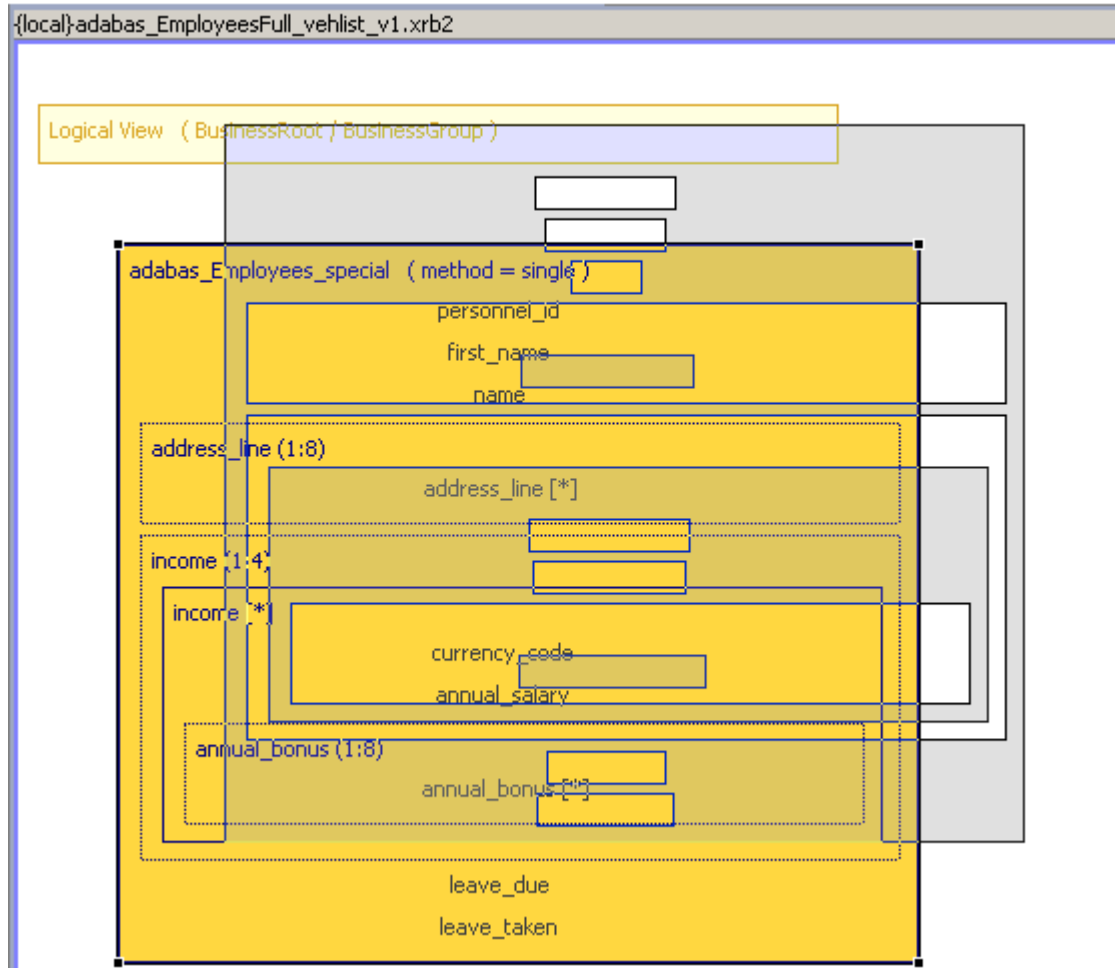 {local}adabas_EmployeesFull_vehlist_v1.xrb2
Logical View ( BusinessRoot / BusinessGroup )
adabas_Employees_special ( method = single )
personnel_id
first_name
name
address_line (1:8)
address_line [*]
income (1:4)
income [*]
currency_code
annual_salary
annual_bonus (1:8)
annual_bonus [*]
leave_due
leave_taken